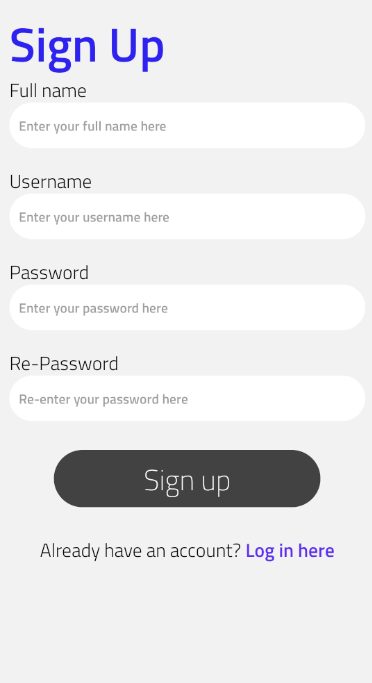 Sign Up
Full name
Enter your full name here
Username
Enter your username here
Password
Enter your password here
Re-Password
Re-enter your password here
Sign up
Already have an account? Log in here